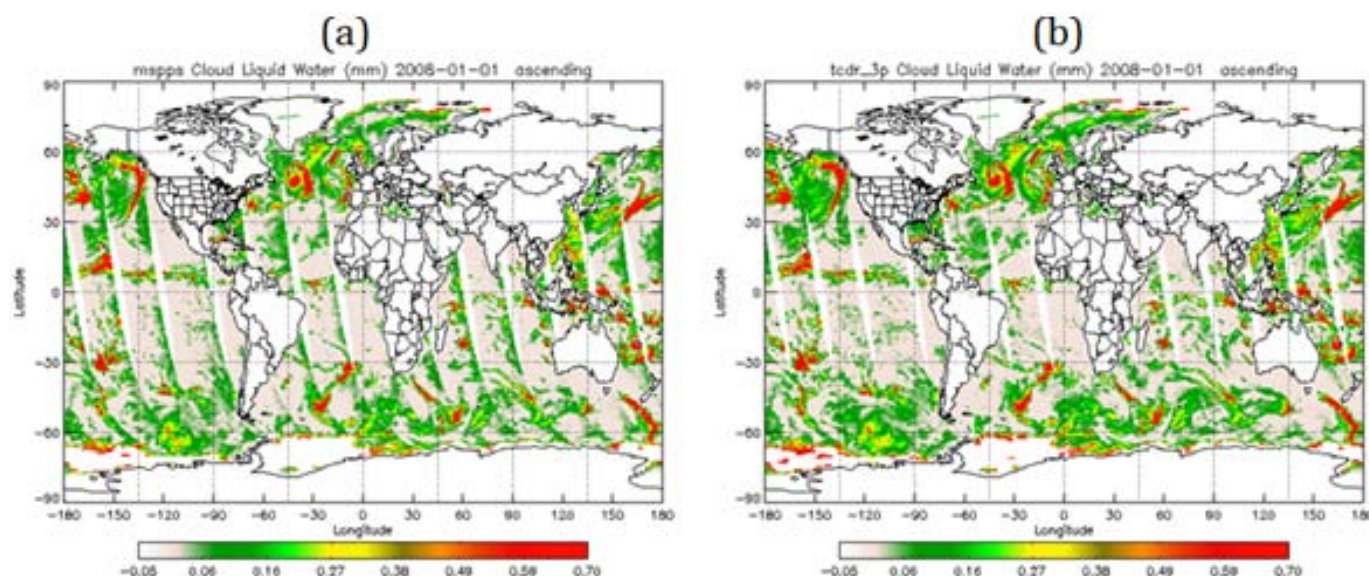 (a)
mspps Cloud Liquid Water (mm) 2008-01-01 ascending
90
60
30
0
-30
-60
-90
Latitude
-180 -150 -120 -90 -60 -30 0 30 60 90 120 150 180
Longitude
-0.05 0.06 0.16 0.27 0.38 0.49 0.59 0.70
(b)
tcdr_3p Cloud Liquid Water (mm) 2008-01-01 ascending
90
60
30
0
-30
-60
-90
Latitude
-180 -150 -120 -90 -60 -30 0 30 60 90 120 150 180
Longitude
-0.05 0.06 0.16 0.27 0.38 0.49 0.59 0.70